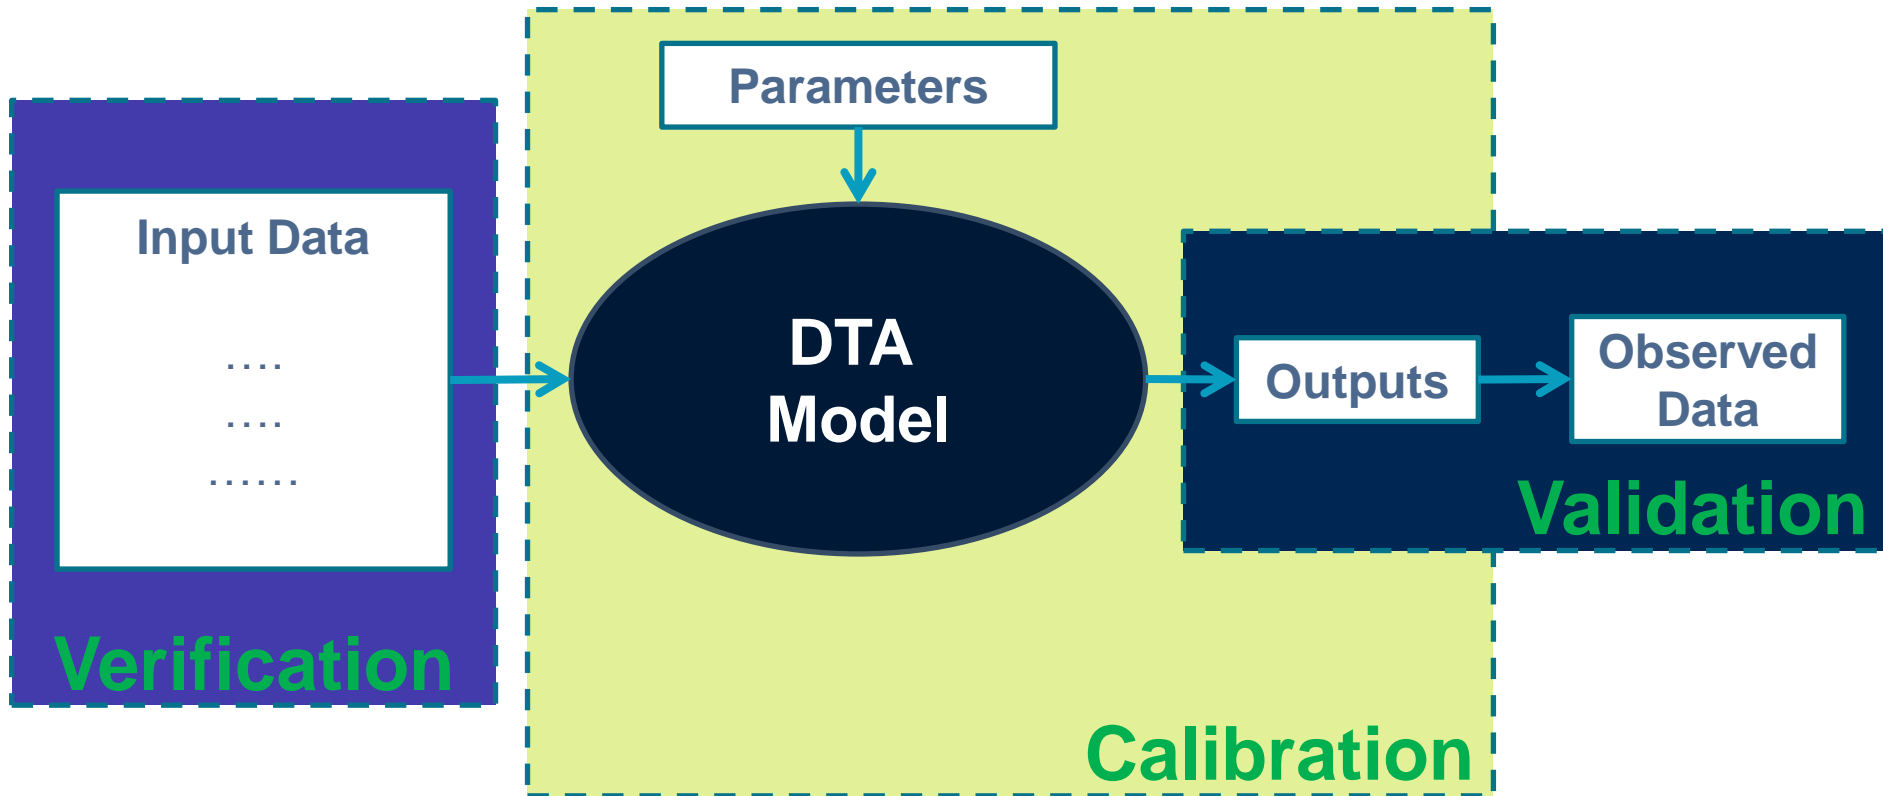 Parameters
Input Data
....
....
......
DTA
Model
Outputs
Observed
Data
Validation
Verification
Calibration